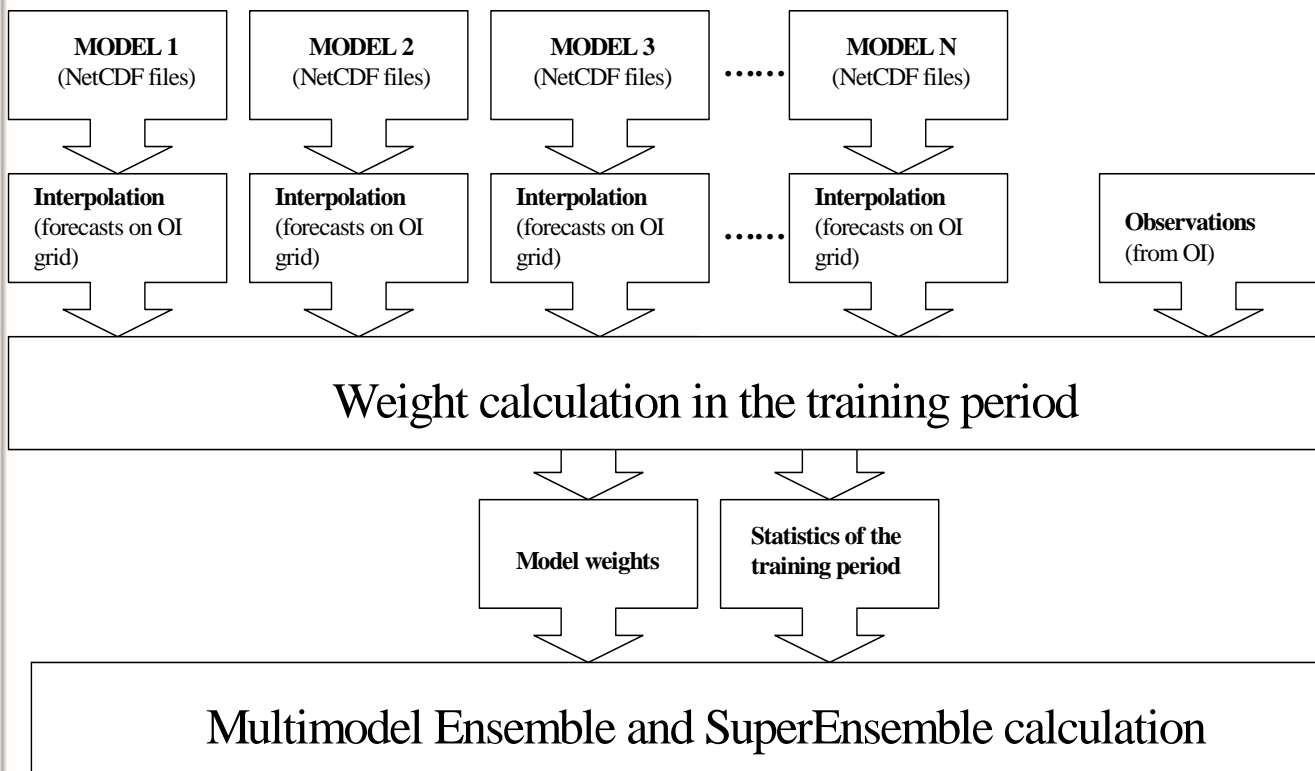 MODEL 1
(NetCDF files)
MODEL 2
(NetCDF files)
MODEL 3
(NetCDF files)
……
MODEL N
(NetCDF files)
Interpolation
(forecasts on OI
grid)
Interpolation
(forecasts on OI
grid)
Interpolation
(forecasts on OI
grid)
……
Interpolation
(forecasts on OI
grid)
Observations
(from OI)
Weight calculation in the training period
Model weights
Statistics of the
training period
Multimodel Ensemble and SuperEnsemble calculation